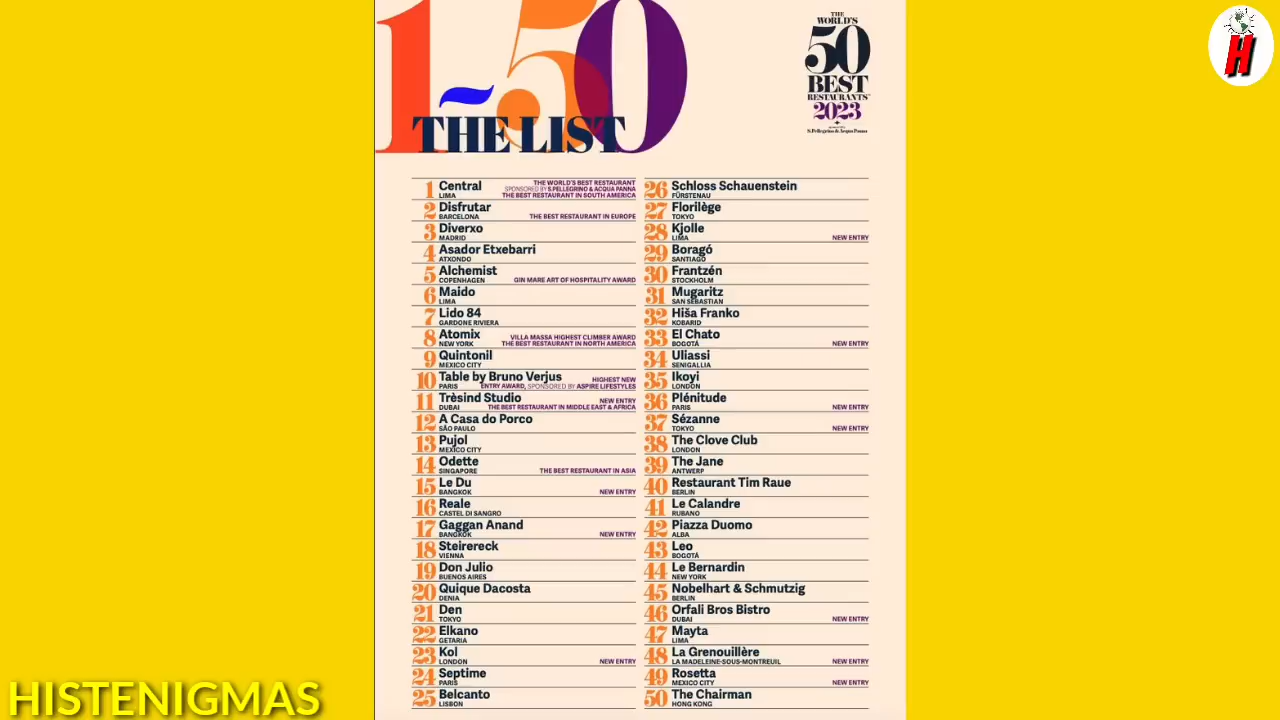 1-50
THE LIST
THE
WORLD'S
50
BEST
RESTAURANTS
2023
S.Pellegrino & Acqua Panna
H
1 Central
LIMA
THE WORLD'S BEST RESTAURANT
SPONSORED BY S.PELLEGRINO & ACQUA PANNA
THE BEST RESTAURANT IN SOUTH AMERICA
2 Disfrutar
BARCELONA
THE BEST RESTAURANT IN EUROPE
3 Diverxo
MADRID
4 Asador Etxebarri
ATXONDO
5 Alchemist
COPENHAGEN
GIN MARE ART OF HOSPITALITY AWARD
6 Maido
LIMA
7 Lido 84
GARDONE RIVIERA
8 Atomix
NEW YORK
VILLA MASSA HIGHEST CLIMBER AWARD
THE BEST RESTAURANT IN NORTH AMERICA
9 Quintonil
MEXICO CITY
10 Table by Bruno Verjus
PARIS
HIGHEST NEW
ENTRY AWARD, SPONSORED BY ASPIRE LIFESTYLES
11 Trèsind Studio
DUBAI
NEW ENTRY
THE BEST RESTAURANT IN MIDDLE EAST & AFRICA
12 A Casa do Porco
SÃO PAULO
13 Pujol
MEXICO CITY
14 Odette
SINGAPORE
THE BEST RESTAURANT IN ASIA
15 Le Du
BANGKOK
NEW ENTRY
16 Reale
CASTEL DI SANGRO
17 Gaggan Anand
BANGKOK
NEW ENTRY
18 Steirereck
VIENNA
19 Don Julio
BUENOS AIRES
20 Quique Dacosta
DENIA
21 Den
TOKYO
22 Elkano
GETARIA
23 Kol
LONDON
NEW ENTRY
24 Septime
PARIS
25 Belcanto
LISBON
26 Schloss Schauenstein
FÜRSTENAU
27 Florilège
TOKYO
28 Kjolle
LIMA
NEW ENTRY
29 Boragó
SANTIAGO
30 Frantzén
STOCKHOLM
31 Mugaritz
SAN SEBASTIAN
32 Hiša Franko
KOBARID
33 El Chato
BOGOTÁ
NEW ENTRY
34 Uliassi
SENIGALLIA
35 Ikoyi
LONDON
36 Plénitude
PARIS
NEW ENTRY
37 Sézanne
TOKYO
NEW ENTRY
38 The Clove Club
LONDON
39 The Jane
ANTWERP
40 Restaurant Tim Raue
BERLIN
41 Le Calandre
RUBANO
42 Piazza Duomo
ALBA
43 Leo
BOGOTÁ
44 Le Bernardin
NEW YORK
45 Nobelhart & Schmutzig
BERLIN
46 Orfali Bros Bistro
DUBAI
NEW ENTRY
47 Mayta
LIMA
48 La Grenouillère
LA MADELEINE-SOUS-MONTREUIL
NEW ENTRY
49 Rosetta
MEXICO CITY
NEW ENTRY
50 The Chairman
HONG KONG
HISTENIGMAS